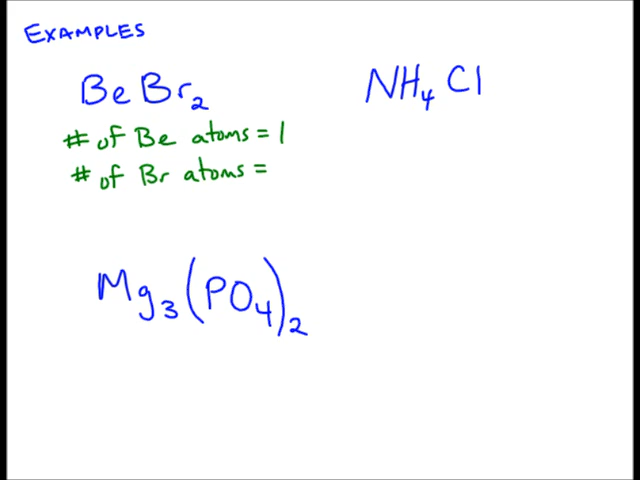 EXAMPLES
BeBr₂
NH₄Cl
# of Be atoms = 1
# of Br atoms =
Mg₃(PO₄)₂